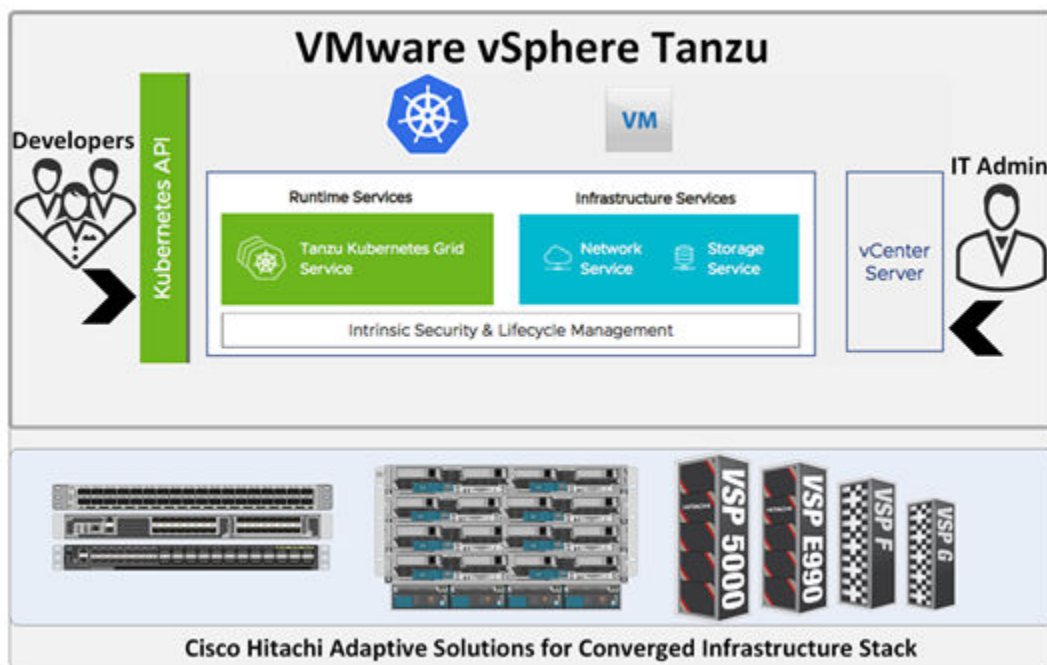 VMware vSphere Tanzu
Developers
Kubernetes API
VM
IT Admin
Runtime Services
Infrastructure Services
Tanzu Kubernetes Grid
Service
Network
Service
Storage
Service
vCenter
Server
Intrinsic Security & Lifecycle Management
HITACHI
VSP 5000
HITACHI
VSP E990
VSP F
VSP G
Cisco Hitachi Adaptive Solutions for Converged Infrastructure Stack